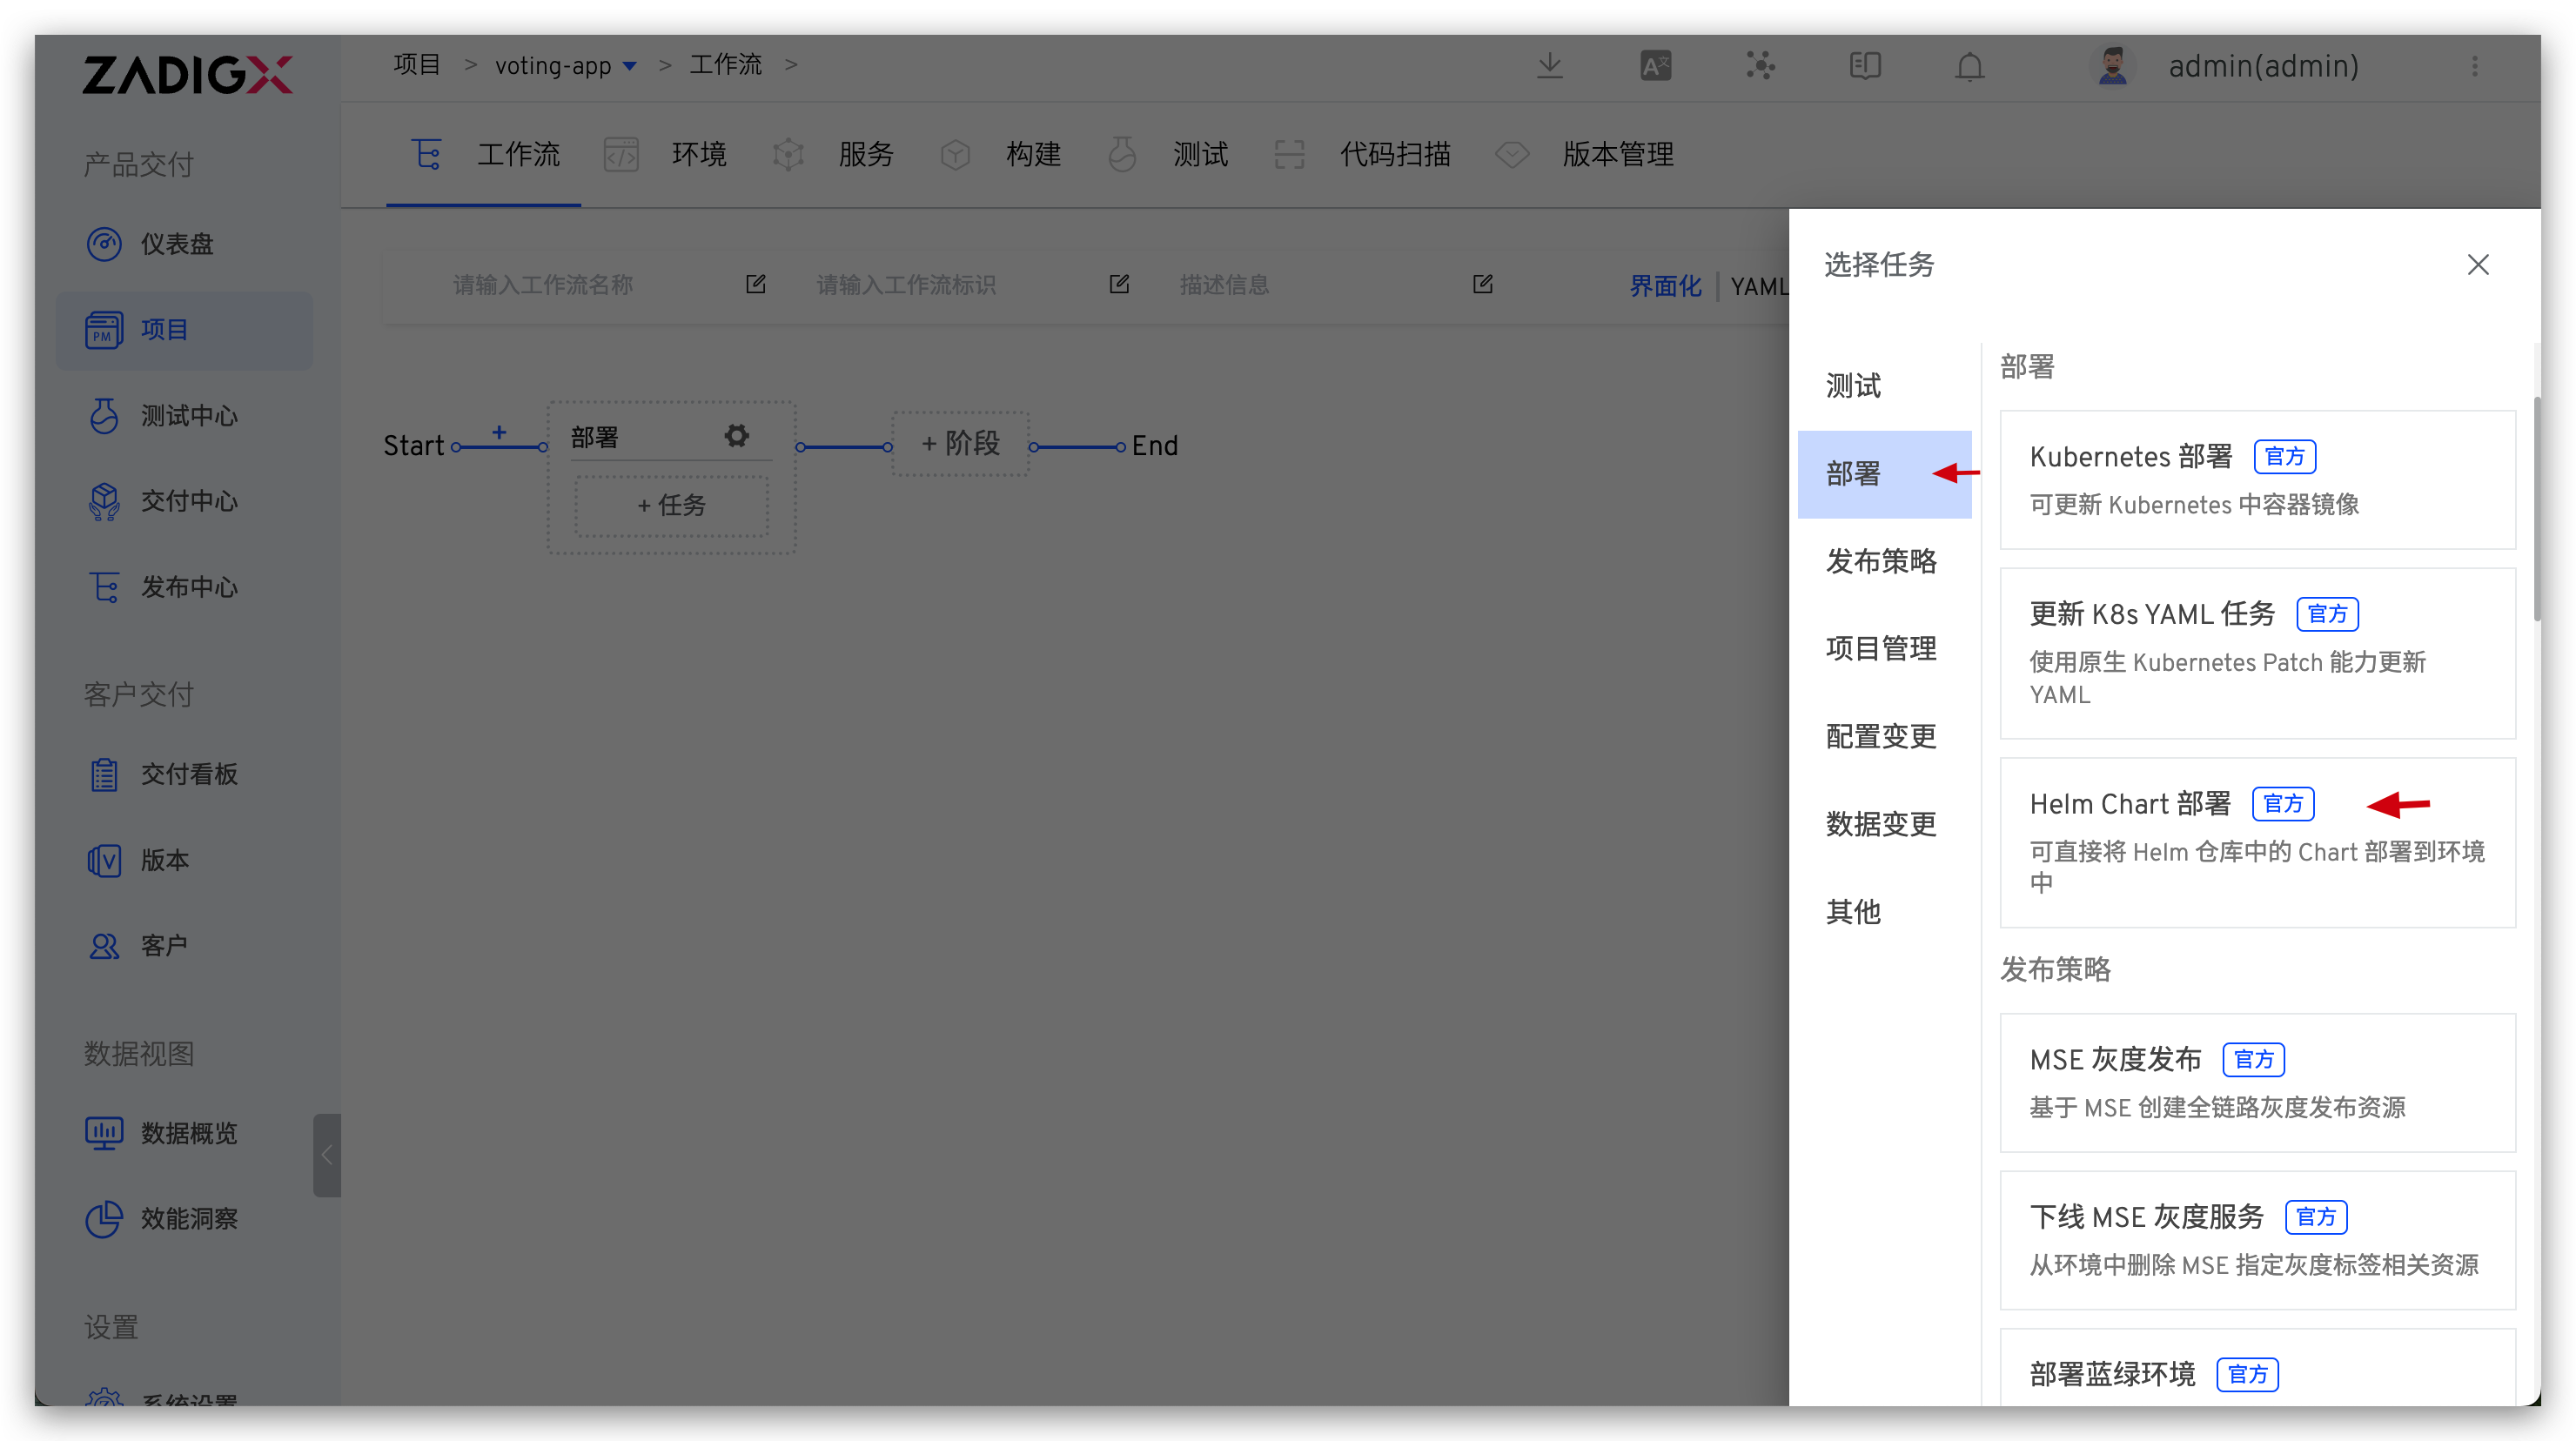 ZADIGX
项目 > voting-app > 工作流 >
admin(admin)
产品交付
仪表盘
项目
测试中心
交付中心
发布中心
客户交付
交付看板
版本
客户
数据视图
数据概览
效能洞察
设置
系统设置
工作流
环境
服务
构建
测试
代码扫描
版本管理
请输入工作流名称
请输入工作流标识
描述信息
界面化 | YAML
Start
+
部署
+ 任务
+ 阶段
End
选择任务
测试
部署
发布策略
项目管理
配置变更
数据变更
其他
部署
Kubernetes 部署 官方
可更新 Kubernetes 中容器镜像
更新 K8s YAML 任务 官方
使用原生 Kubernetes Patch 能力更新
YAML
Helm Chart 部署 官方
可直接将 Helm 仓库中的 Chart 部署到环境
中
发布策略
MSE 灰度发布 官方
基于 MSE 创建全链路灰度发布资源
下线 MSE 灰度服务 官方
从环境中删除 MSE 指定灰度标签相关资源
部署蓝绿环境 官方